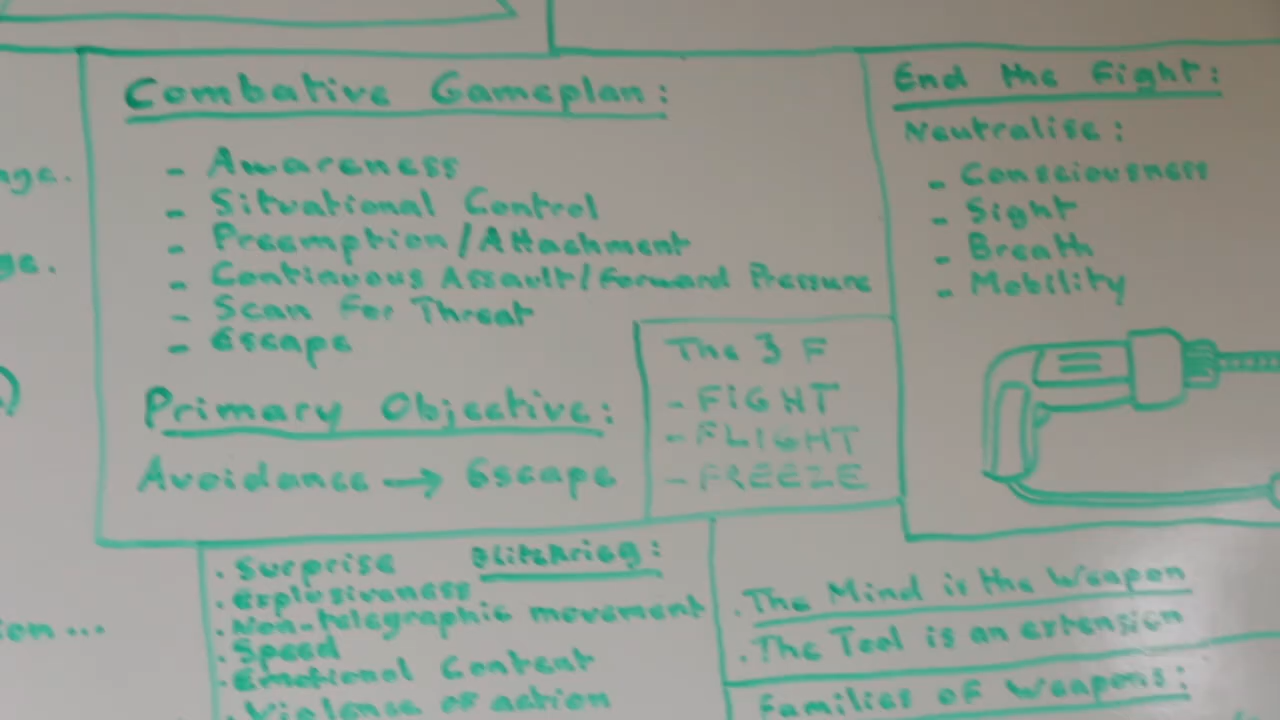 Combative Gameplan:
- Awareness
- Situational Control
- Preemption/Attachment
- Continuous Assault/Forward Pressure
- Scan For Threat
- Escape
Primary Objective:
Avoidance → Escape
The 3 F
- FIGHT
- FLIGHT
- FREEZE
End the Fight:
Neutralise:
- Consciousness
- Sight
- Breath
- Mobility
Blitzkrieg:
. Surprise
. Explosiveness
. Non-telegraphic movement
. Speed
. Emotional Content
. Violence of action
. The Mind is the Weapon
. The Tool is an extension
Families of Weapons: